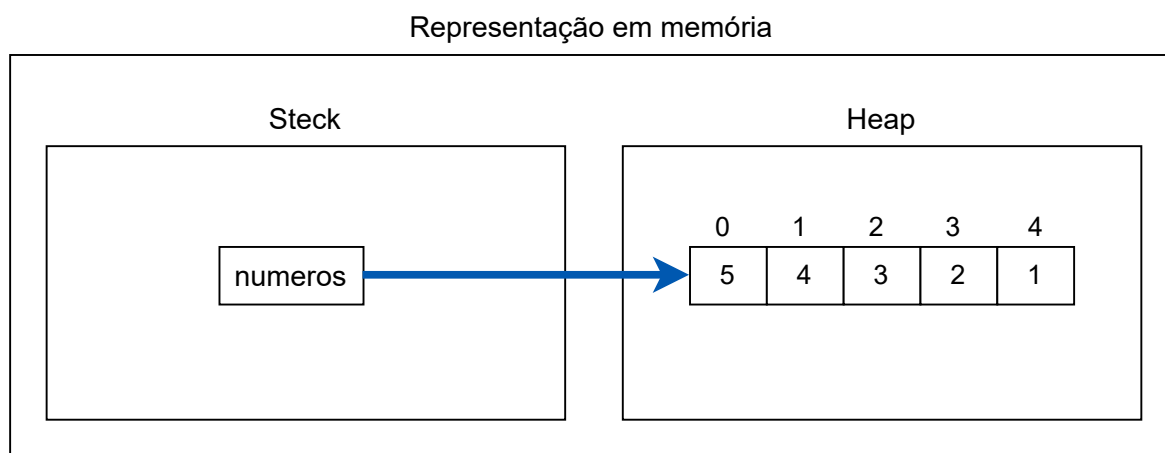 Representação em memória
Steck
Heap
0 1 2 3 4
numeros
5 4 3 2 1